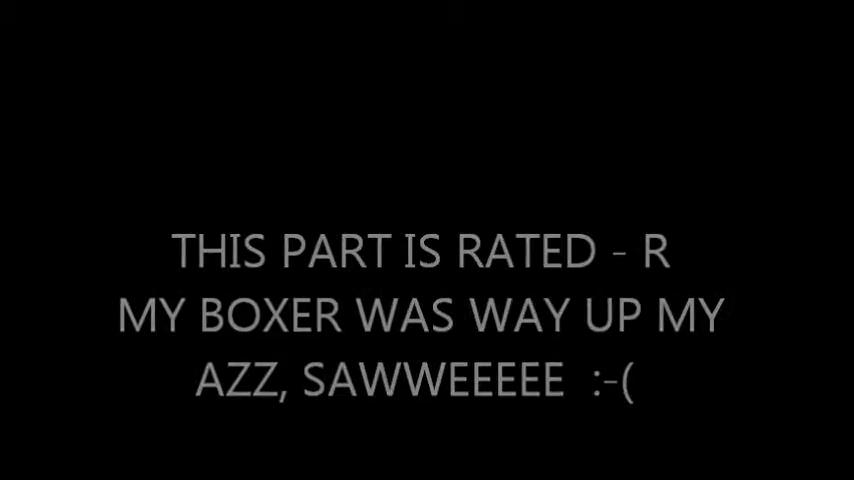 THIS PART IS RATED - R
MY BOXER WAS WAY UP MY
AZZ, SAWWEEEEE :-(